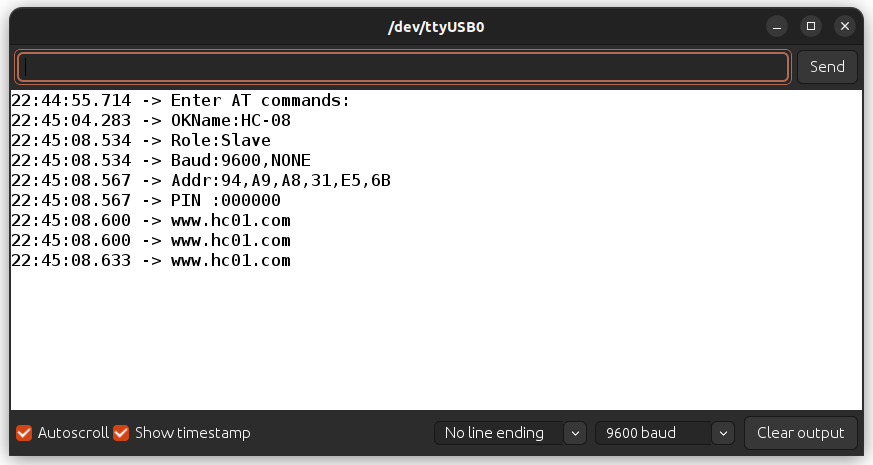 /dev/ttyUSB0
Send
22:44:55.714 -> Enter AT commands:
22:45:04.283 -> OKName:HC-08
22:45:08.534 -> Role:Slave
22:45:08.534 -> Baud:9600,NONE
22:45:08.567 -> Addr:94,A9,A8,31,E5,6B
22:45:08.567 -> PIN :000000
22:45:08.600 -> www.hc01.com
22:45:08.600 -> www.hc01.com
22:45:08.633 -> www.hc01.com
Autoscroll Show timestamp No line ending 9600 baud Clear output